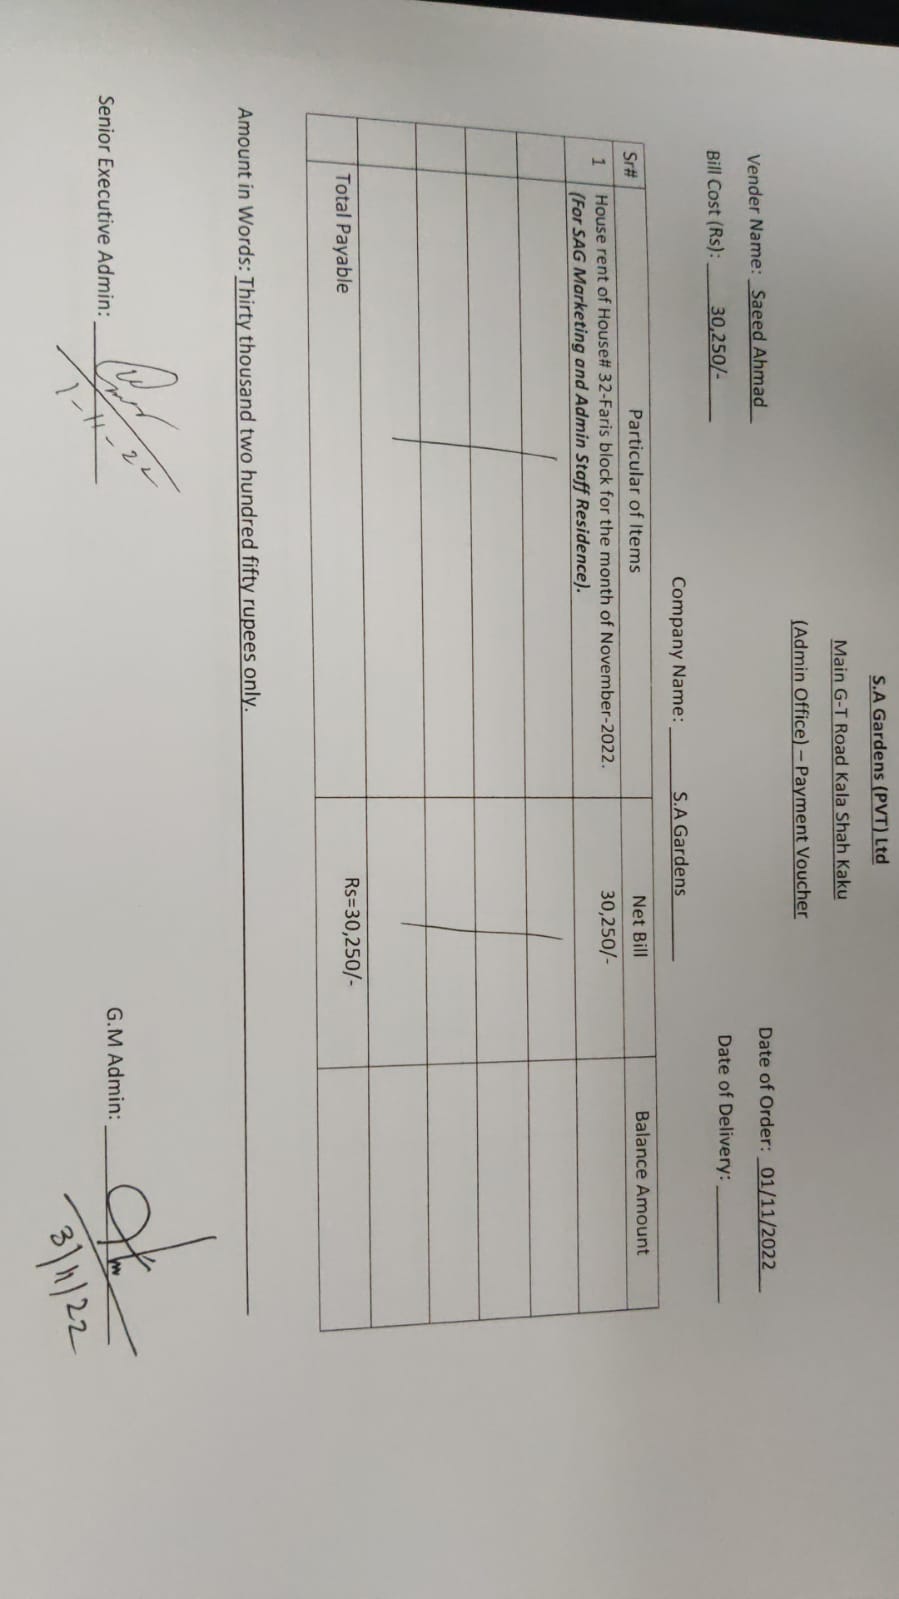 S.A Gardens (PVT) Ltd
Main G-T Road Kala Shah Kaku
(Admin Office) – Payment Voucher
Vender Name: Saeed Ahmad
Date of Order: 01/11/2022
Bill Cost (Rs): 30,250/-
Date of Delivery:
Company Name: S.A Gardens
Sr# Particular of Items Net Bill Balance Amount
1 House rent of House# 32-Faris block for the month of November-2022. 30,250/-
(For SAG Marketing and Admin Staff Residence).
Total Payable Rs=30,250/-
Amount in Words: Thirty thousand two hundred fifty rupees only.
Senior Executive Admin:
1-11-22
G.M Admin:
3/11/22